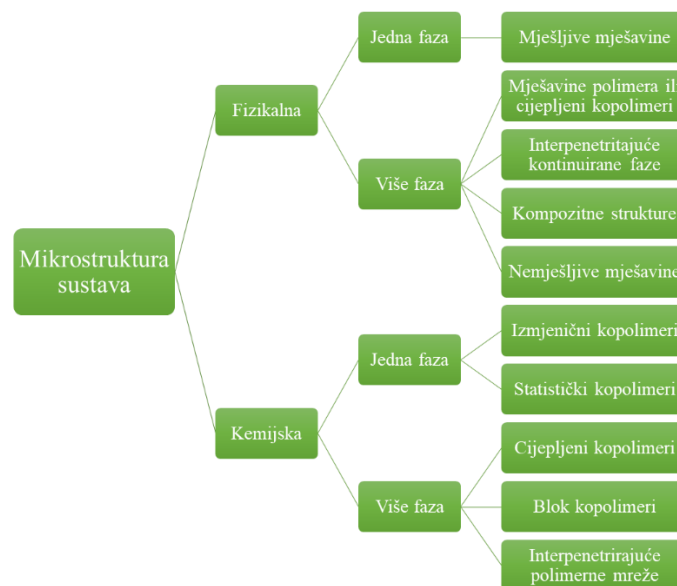 Mikrostruktura
sustava
Fizikalna
Jedna faza
Mješljive mješavine
Više faza
Mješavine polimera ili
cijepljeni kopolimeri
Interpenetritajuće
kontinuirane faze
Kompozitne strukture
Nemješljive mješavine
Kemijska
Jedna faza
Izmjenični kopolimeri
Statistički kopolimeri
Više faza
Cijepljeni kopolimeri
Blok kopolimeri
Interpenetrirajuće
polimerne mreže